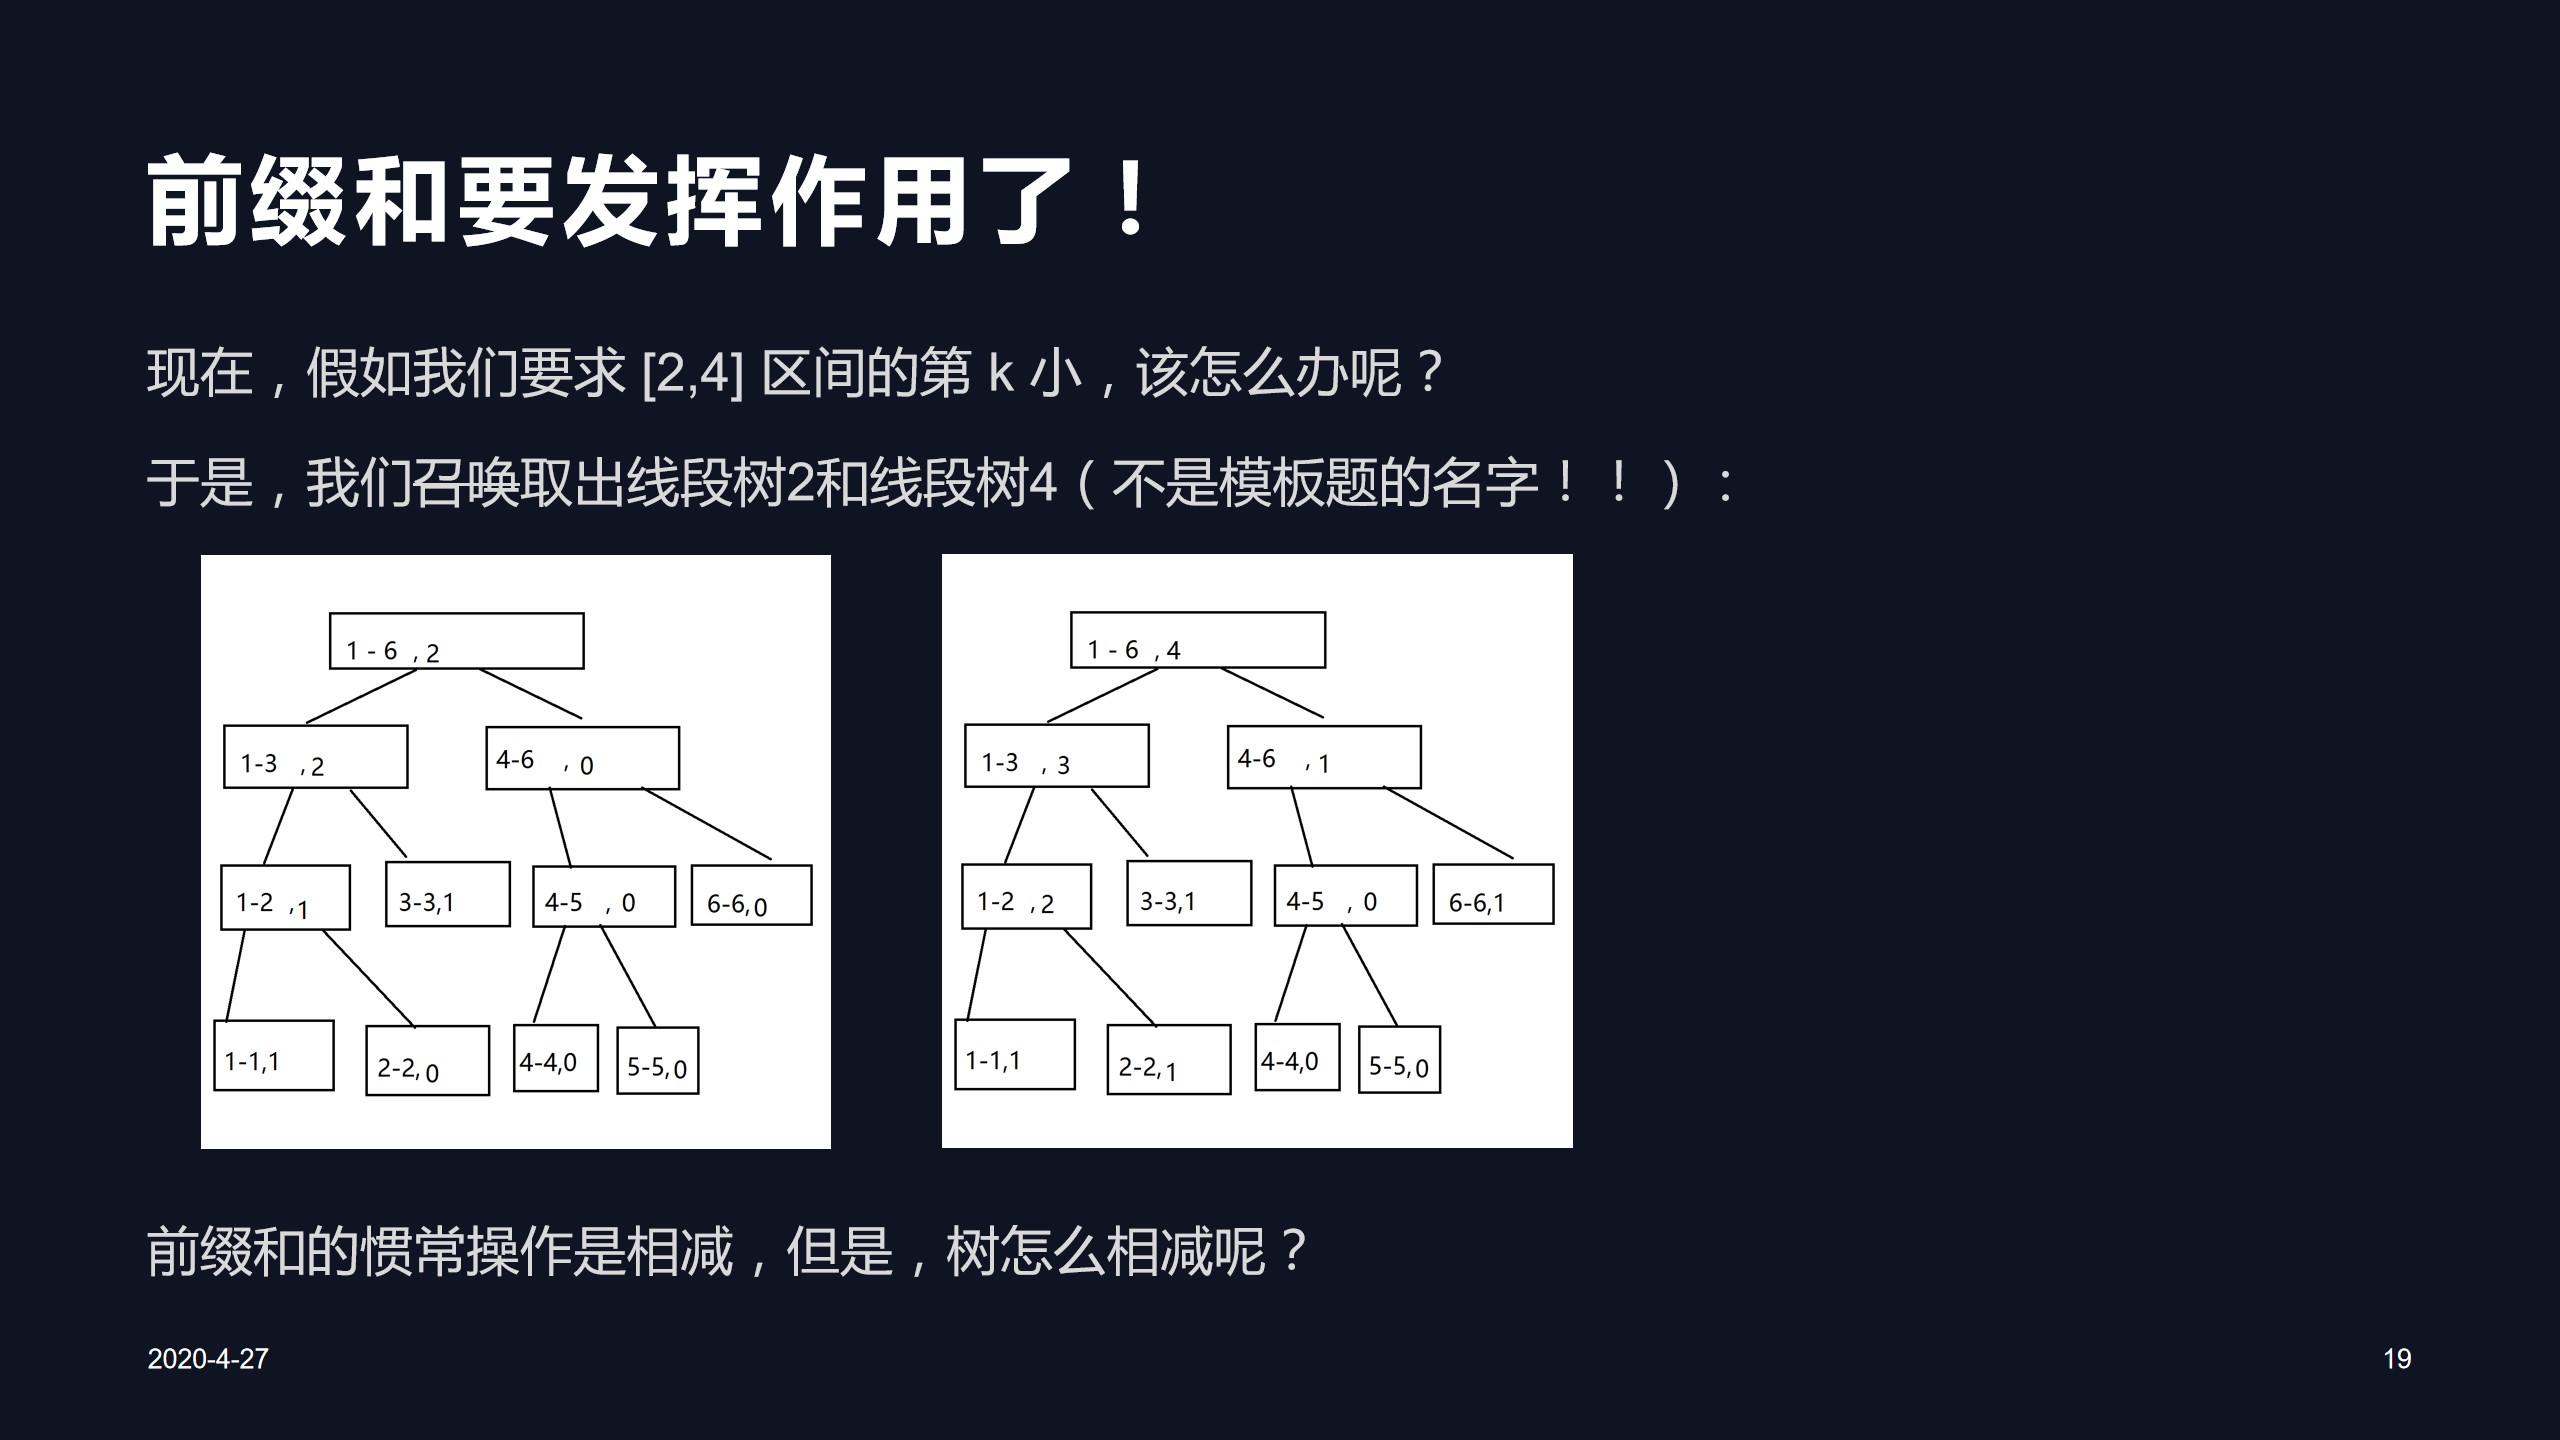 前缀和要发挥作用了！
现在，假如我们要求 [2,4] 区间的第 k 小，该怎么办呢？
于是，我们召唤取出线段树2和线段树4（不是模板题的名字！！）：
1 - 6 , 2
1-3 , 2
4-6 , 0
1-2 , 1
3-3,1
4-5 , 0
6-6,0
1-1,1
2-2,0
4-4,0
5-5,0
1 - 6 , 4
1-3 , 3
4-6 , 1
1-2 , 2
3-3,1
4-5 , 0
6-6,1
1-1,1
2-2,1
4-4,0
5-5,0
前缀和的惯常操作是相减，但是，树怎么相减呢？
2020-4-27
19